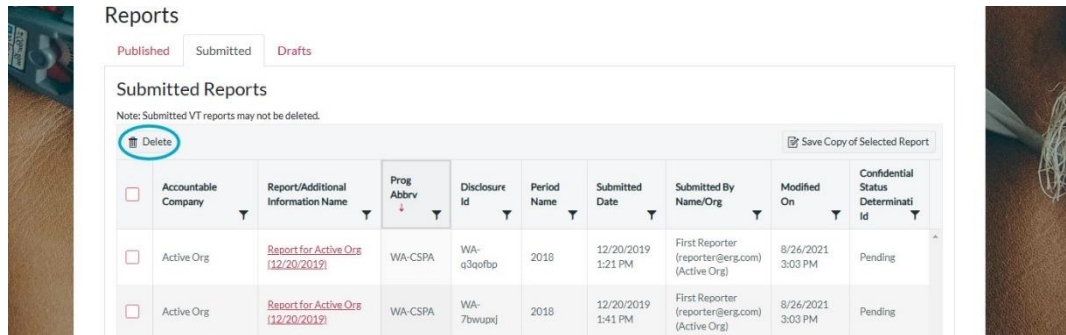 Reports
Published Submitted Drafts
Submitted Reports
Note: Submitted VT reports may not be deleted.
Delete Save Copy of Selected Report
Accountable Company Report/Additional Information Name Prog Abbrv Disclosure Id Period Name Submitted Date Submitted By Name/Org Modified On Confidential Status Determinati Id
Active Org Report for Active Org (12/20/2019) WA-CSPA WA-q3qofbp 2018 12/20/2019 1:21 PM First Reporter (reporter@erg.com) (Active Org) 8/26/2021 3:03 PM Pending
Active Org Report for Active Org (12/20/2019) WA-CSPA WA-7bwupxj 2018 12/20/2019 1:41 PM First Reporter (reporter@erg.com) (Active Org) 8/26/2021 3:03 PM Pending